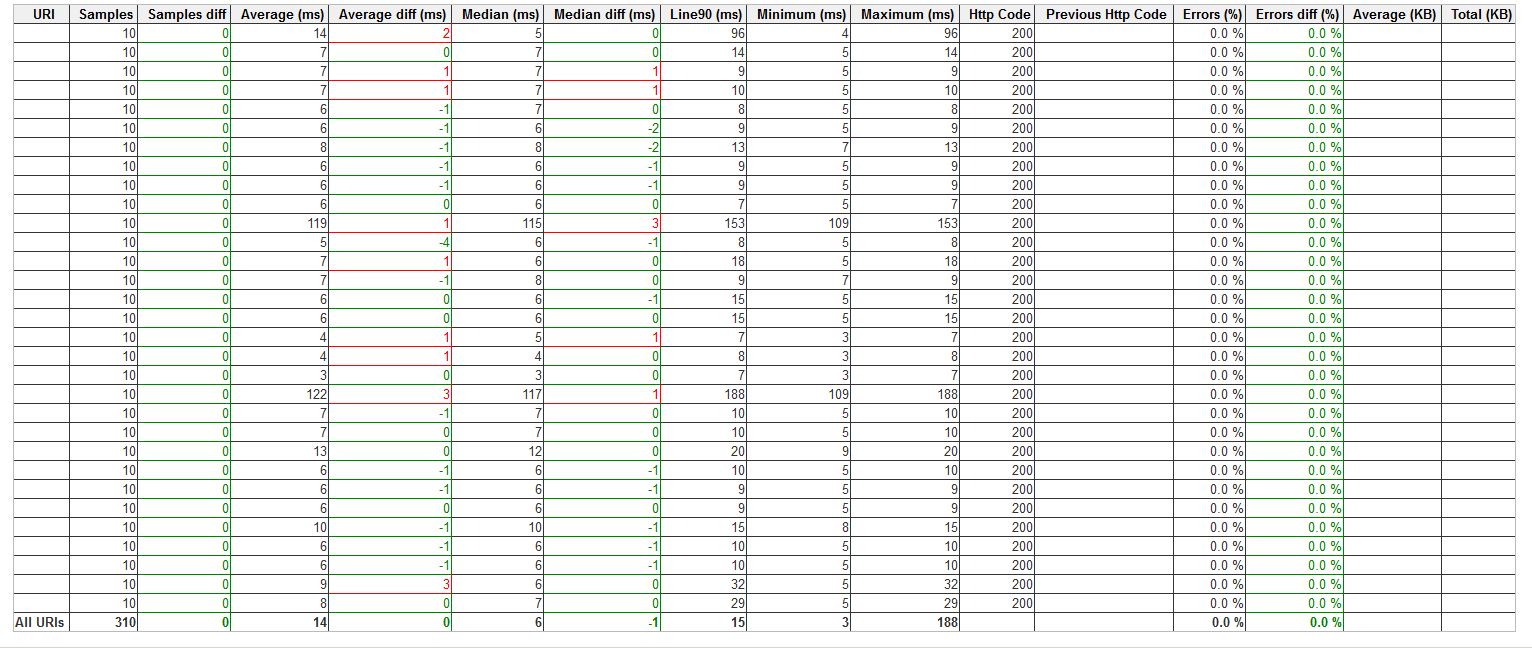 URI Samples Samples diff Average (ms) Average diff (ms) Median (ms) Median diff (ms) Line90 (ms) Minimum (ms) Maximum (ms) Http Code Previous Http Code Errors (%) Errors diff (%) Average (KB) Total (KB)
10 0 14 2 5 0 96 4 96 200 0.0 % 0.0 %
10 0 7 0 7 0 14 5 14 200 0.0 % 0.0 %
10 0 7 1 7 1 9 5 9 200 0.0 % 0.0 %
10 0 7 1 7 1 10 5 10 200 0.0 % 0.0 %
10 0 6 -1 7 0 8 5 8 200 0.0 % 0.0 %
10 0 6 -1 6 -2 9 5 9 200 0.0 % 0.0 %
10 0 8 -1 8 -2 13 7 13 200 0.0 % 0.0 %
10 0 6 -1 6 -1 9 5 9 200 0.0 % 0.0 %
10 0 6 -1 6 -1 9 5 9 200 0.0 % 0.0 %
10 0 6 0 6 0 7 5 7 200 0.0 % 0.0 %
10 0 119 1 115 3 153 109 153 200 0.0 % 0.0 %
10 0 5 -4 6 -1 8 5 8 200 0.0 % 0.0 %
10 0 7 1 6 0 18 5 18 200 0.0 % 0.0 %
10 0 7 -1 8 0 9 7 9 200 0.0 % 0.0 %
10 0 6 0 6 -1 15 5 15 200 0.0 % 0.0 %
10 0 6 0 6 0 15 5 15 200 0.0 % 0.0 %
10 0 4 1 5 1 7 3 7 200 0.0 % 0.0 %
10 0 4 1 4 0 8 3 8 200 0.0 % 0.0 %
10 0 3 0 3 0 7 3 7 200 0.0 % 0.0 %
10 0 122 3 117 1 188 109 188 200 0.0 % 0.0 %
10 0 7 -1 7 0 10 5 10 200 0.0 % 0.0 %
10 0 7 0 7 0 10 5 10 200 0.0 % 0.0 %
10 0 13 0 12 0 20 9 20 200 0.0 % 0.0 %
10 0 6 -1 6 -1 10 5 10 200 0.0 % 0.0 %
10 0 6 -1 6 -1 9 5 9 200 0.0 % 0.0 %
10 0 6 0 6 0 9 5 9 200 0.0 % 0.0 %
10 0 10 -1 10 -1 15 8 15 200 0.0 % 0.0 %
10 0 6 -1 6 -1 10 5 10 200 0.0 % 0.0 %
10 0 6 -1 6 -1 10 5 10 200 0.0 % 0.0 %
10 0 9 3 6 0 32 5 32 200 0.0 % 0.0 %
10 0 8 0 7 0 29 5 29 200 0.0 % 0.0 %
All URIs 310 0 14 0 6 -1 15 3 188 0.0 % 0.0 %